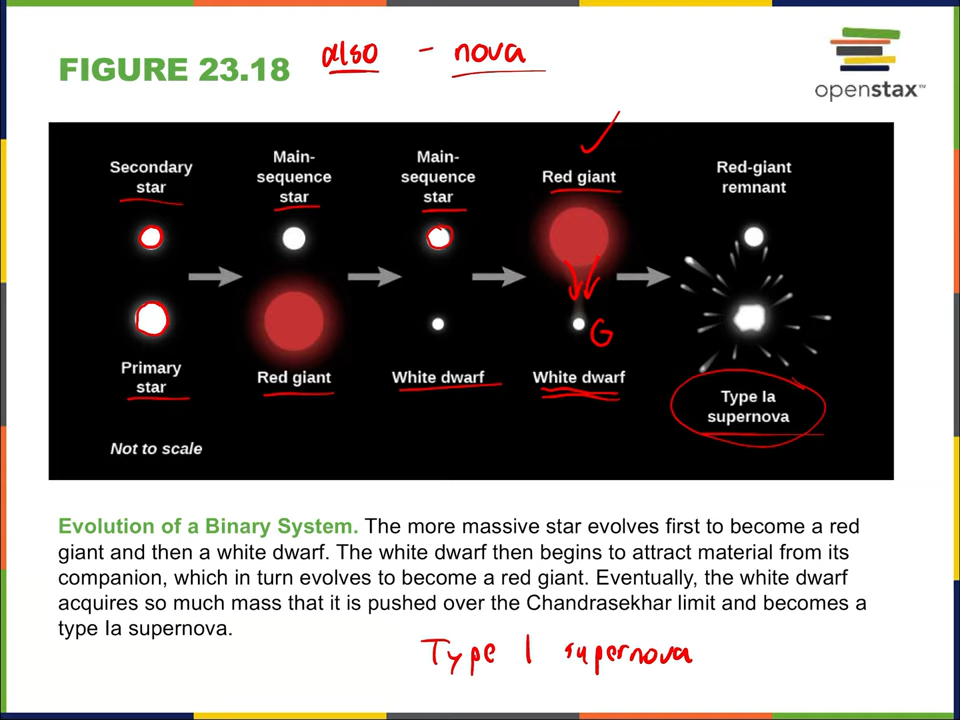 also - nova
FIGURE 23.18
openstax™
Secondary
star
Main-
sequence
star
Main-
sequence
star
Red giant
Red-giant
remnant
G
Primary
star
Red giant
White dwarf
White dwarf
Type Ia
supernova
Not to scale
Evolution of a Binary System. The more massive star evolves first to become a red
giant and then a white dwarf. The white dwarf then begins to attract material from its
companion, which in turn evolves to become a red giant. Eventually, the white dwarf
acquires so much mass that it is pushed over the Chandrasekhar limit and becomes a
type Ia supernova.
Type I supernova